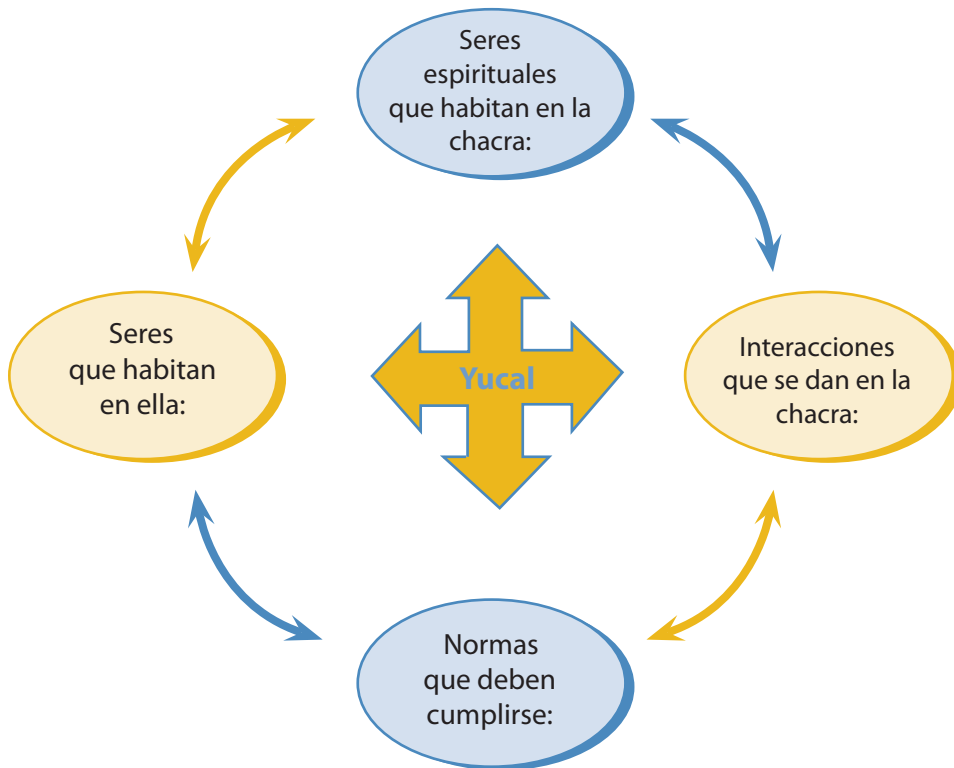 Seres
espirituales
que habitan en la
chacra:
Seres
que habitan
en ella:
Yucal
Interacciones
que se dan en la
chacra:
Normas
que deben
cumplirse: